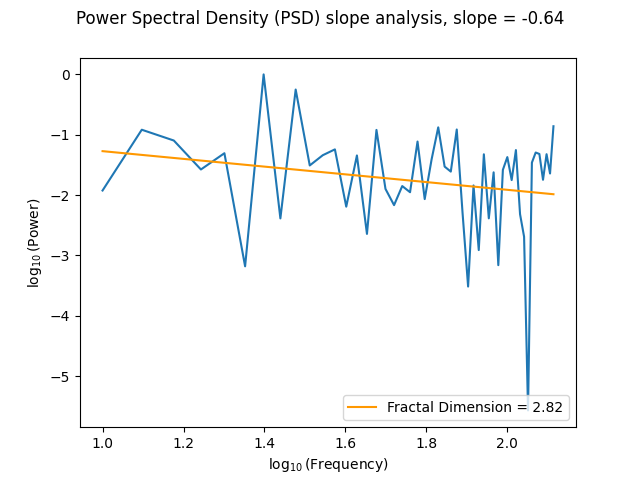 Power Spectral Density (PSD) slope analysis, slope = -0.64
0
−1
−2
−3
−4
−5
log₁₀(Power)
Fractal Dimension = 2.82
1.0 1.2 1.4 1.6 1.8 2.0
log₁₀(Frequency)